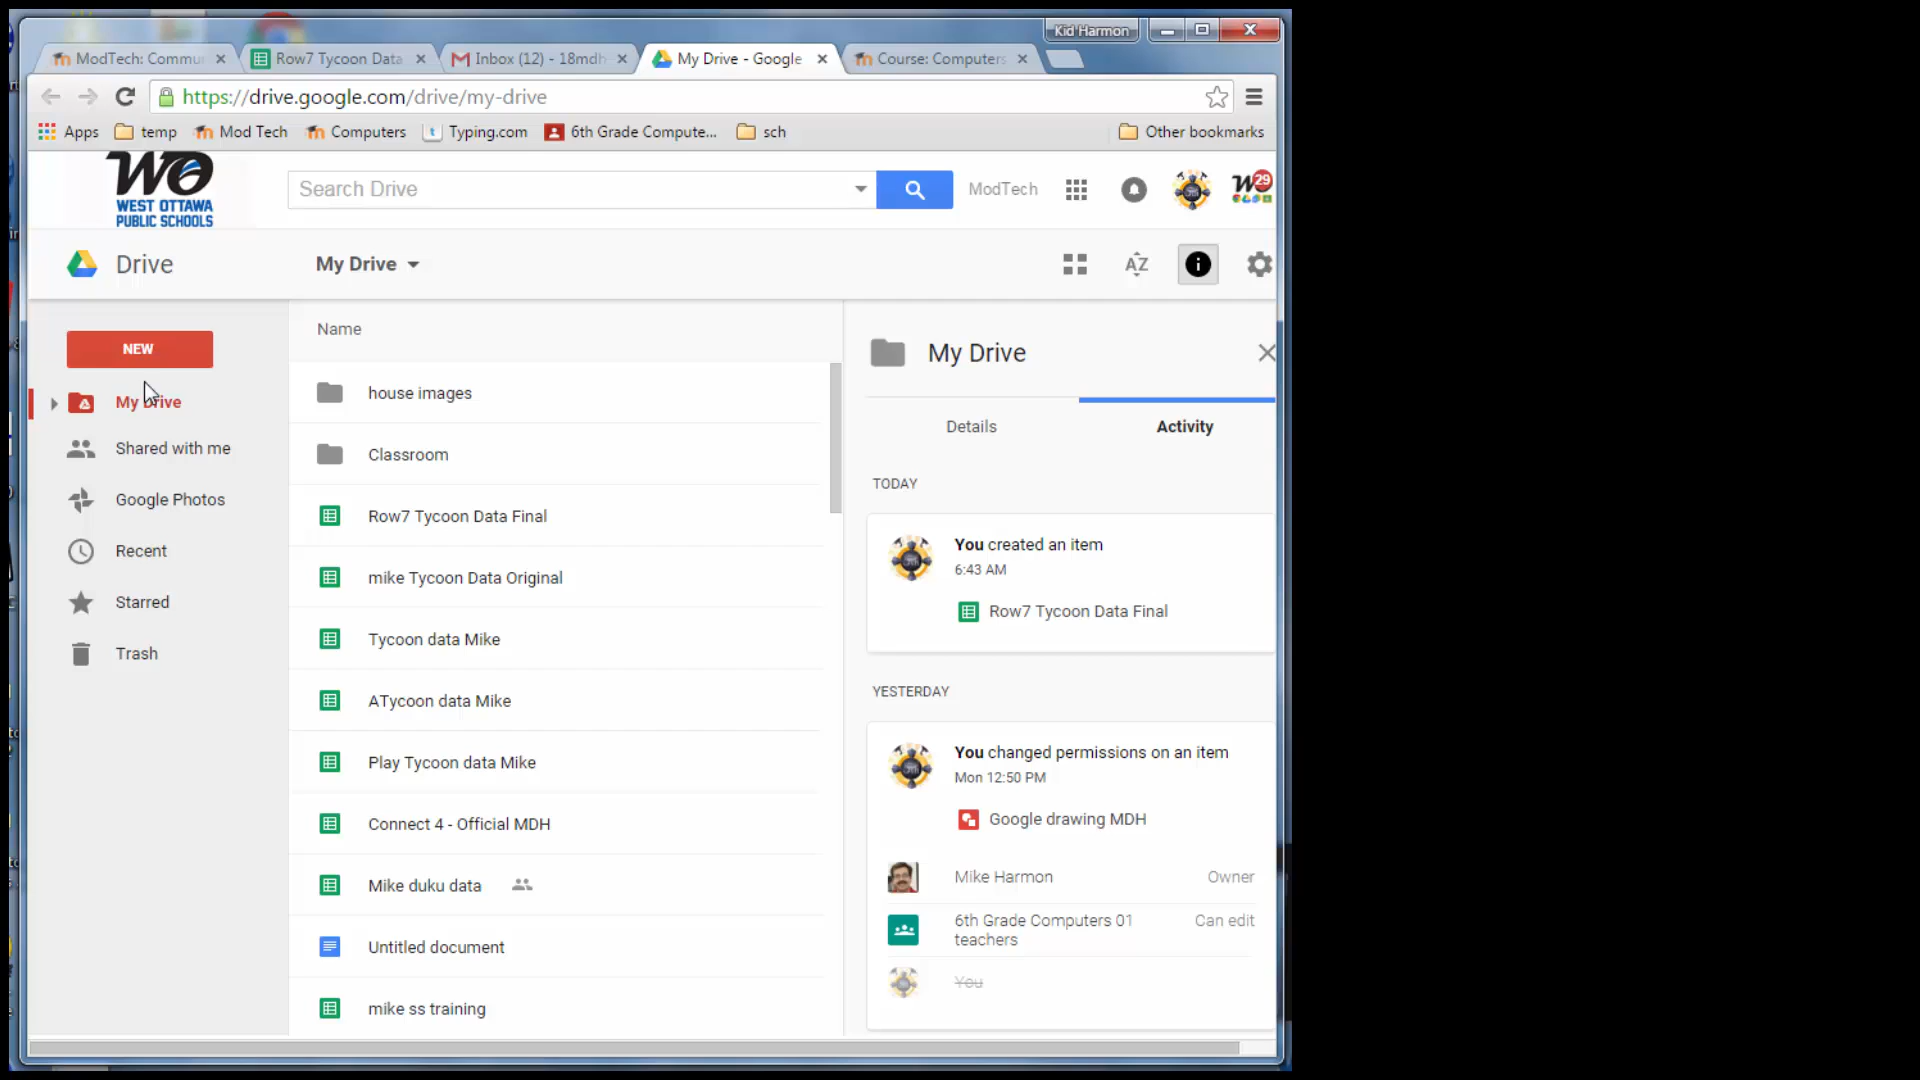 Kid Harmon
ModTech: Commu
Row7 Tycoon Data
Inbox (12) - 18mdh
My Drive - Google
Course: Computers
https://drive.google.com/drive/my-drive
Apps
temp
Mod Tech
Computers
Typing.com
6th Grade Compute...
sch
Other bookmarks
WO
WEST OTTAWA
PUBLIC SCHOOLS
Search Drive
ModTech
29
Drive
My Drive
AZ
NEW
My Drive
Shared with me
Google Photos
Recent
Starred
Trash
Name
house images
Classroom
Row7 Tycoon Data Final
mike Tycoon Data Original
Tycoon data Mike
ATycoon data Mike
Play Tycoon data Mike
Connect 4 - Official MDH
Mike duku data
Untitled document
mike ss training
My Drive
Details
Activity
TODAY
You created an item
6:43 AM
Row7 Tycoon Data Final
YESTERDAY
You changed permissions on an item
Mon 12:50 PM
Google drawing MDH
Mike Harmon
Owner
6th Grade Computers 01
teachers
Can edit
You